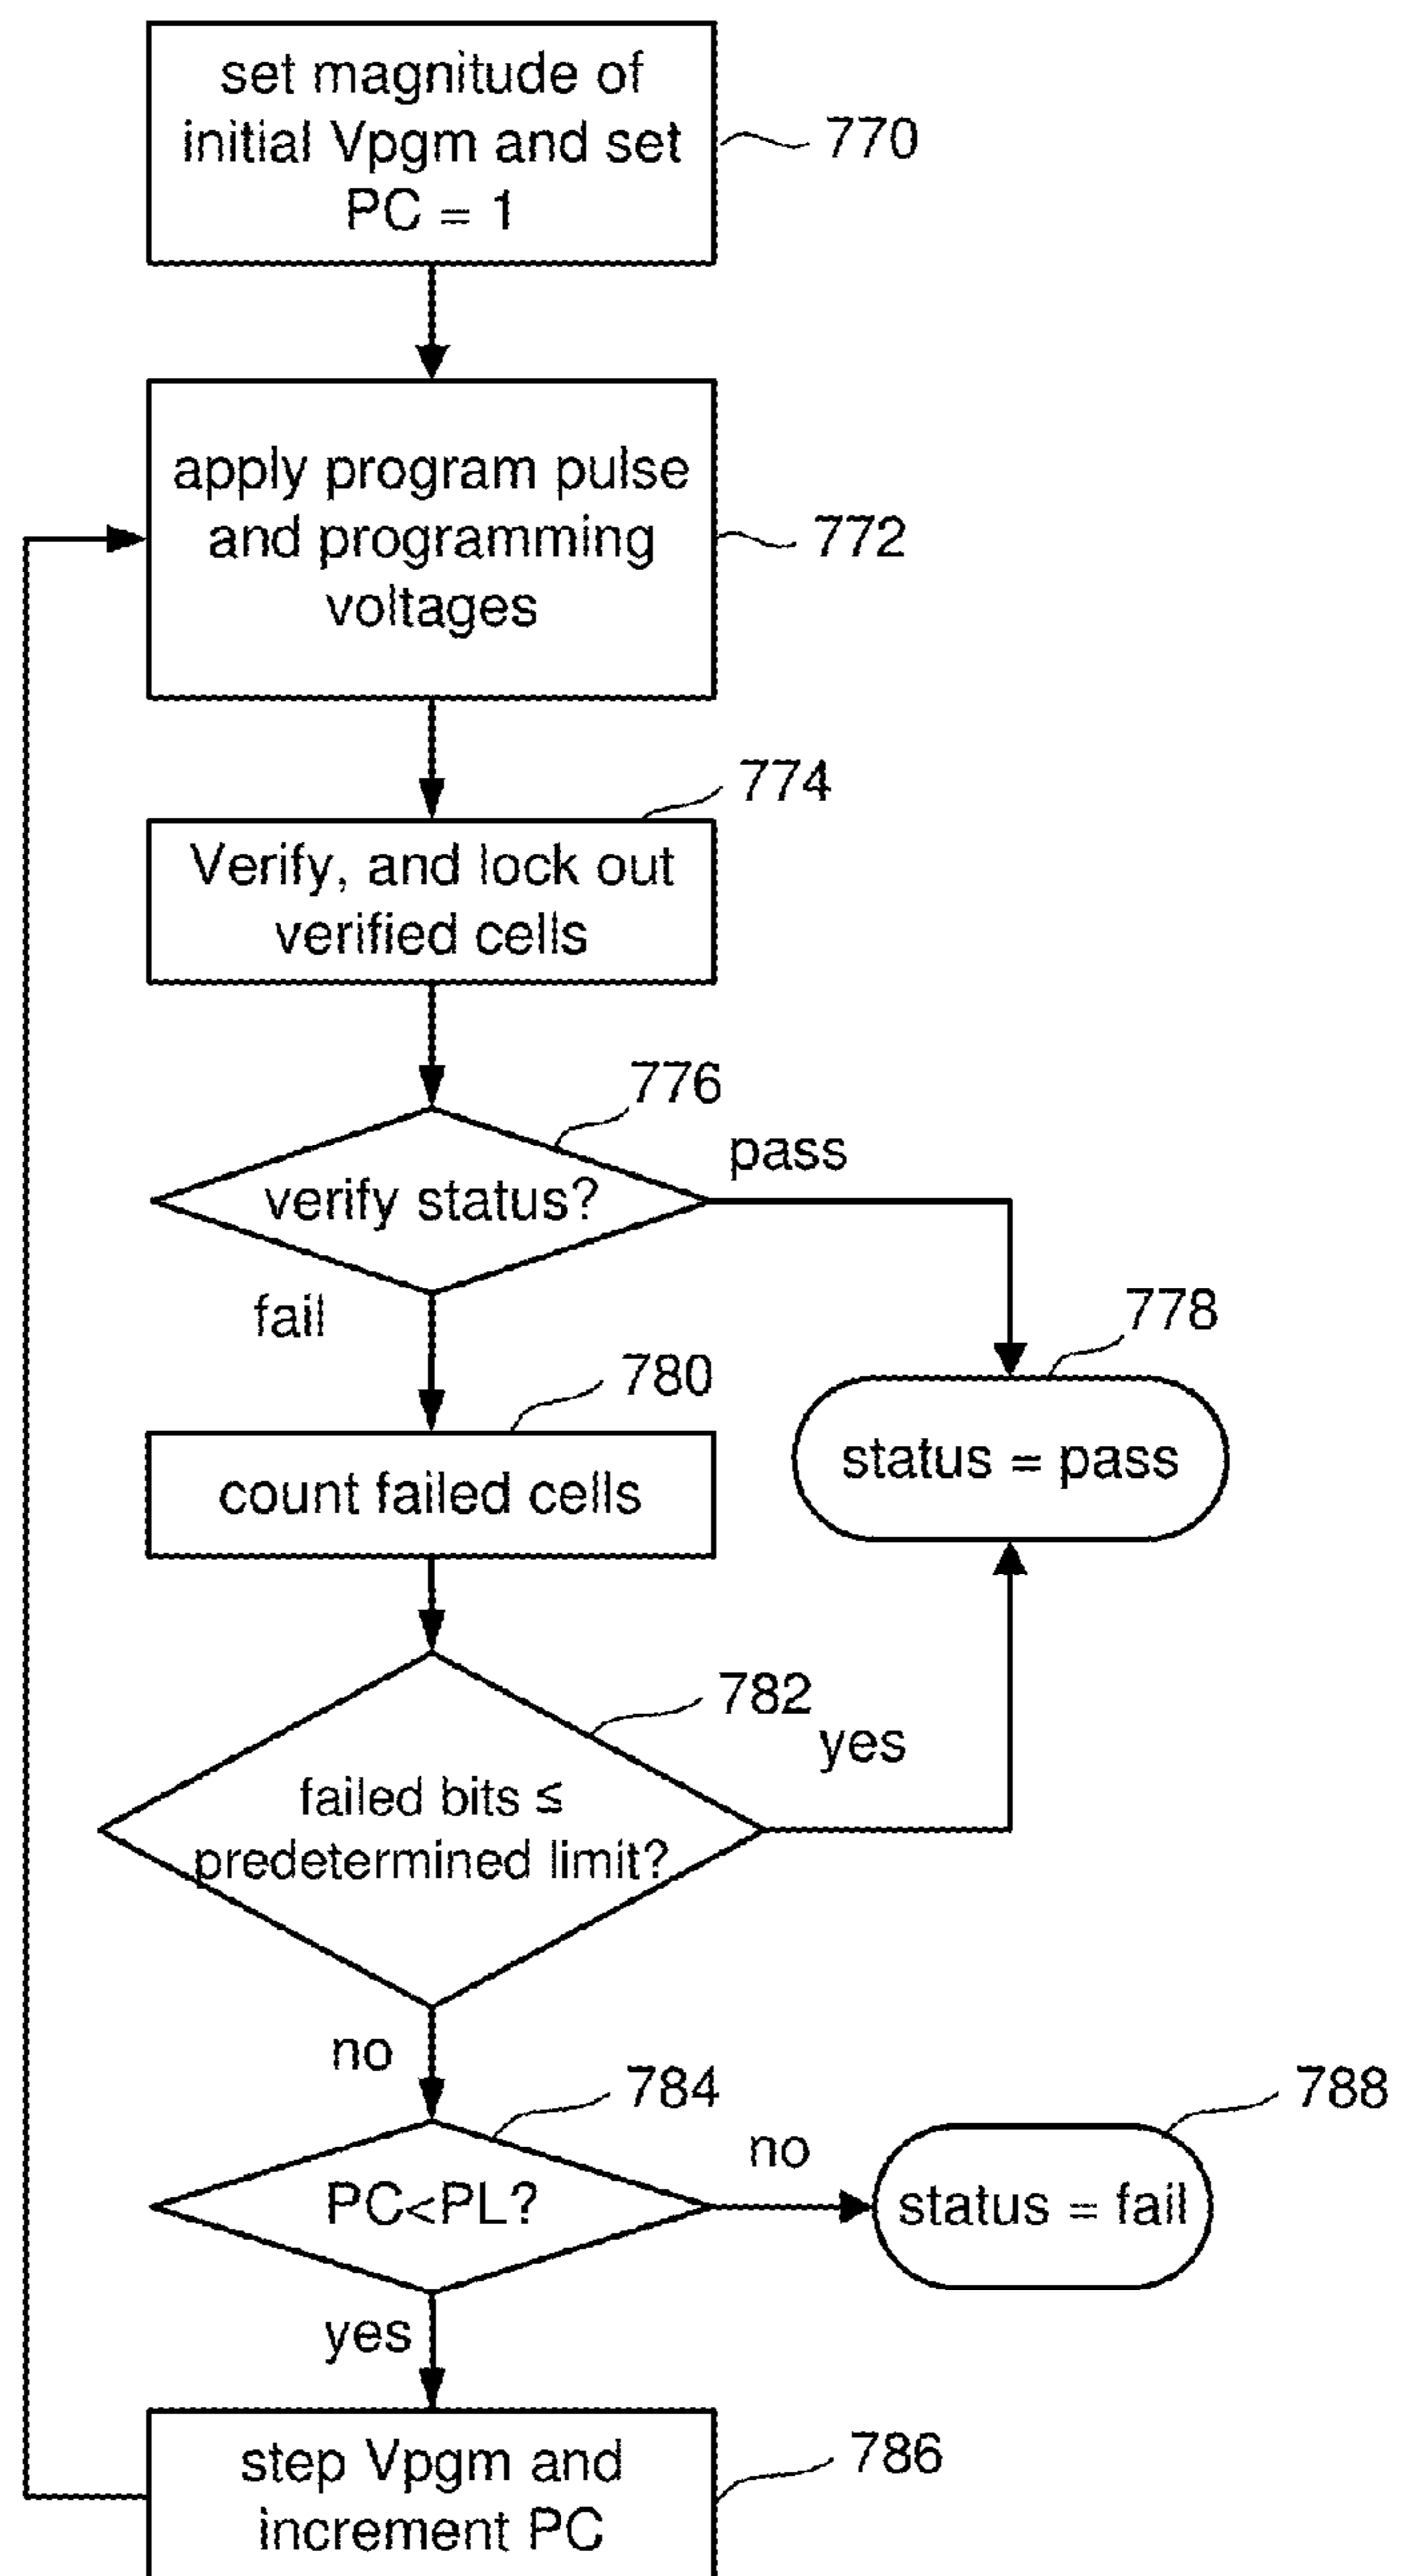 set magnitude of
initial Vpgm and set
PC = 1
770
apply program pulse
and programming
voltages
772
774
Verify, and lock out
verified cells
776
verify status?
pass
fail
778
status = pass
780
count failed cells
782
failed bits ≤
predetermined limit?
yes
no
784
PC<PL?
no
788
status = fail
yes
step Vpgm and
increment PC
786